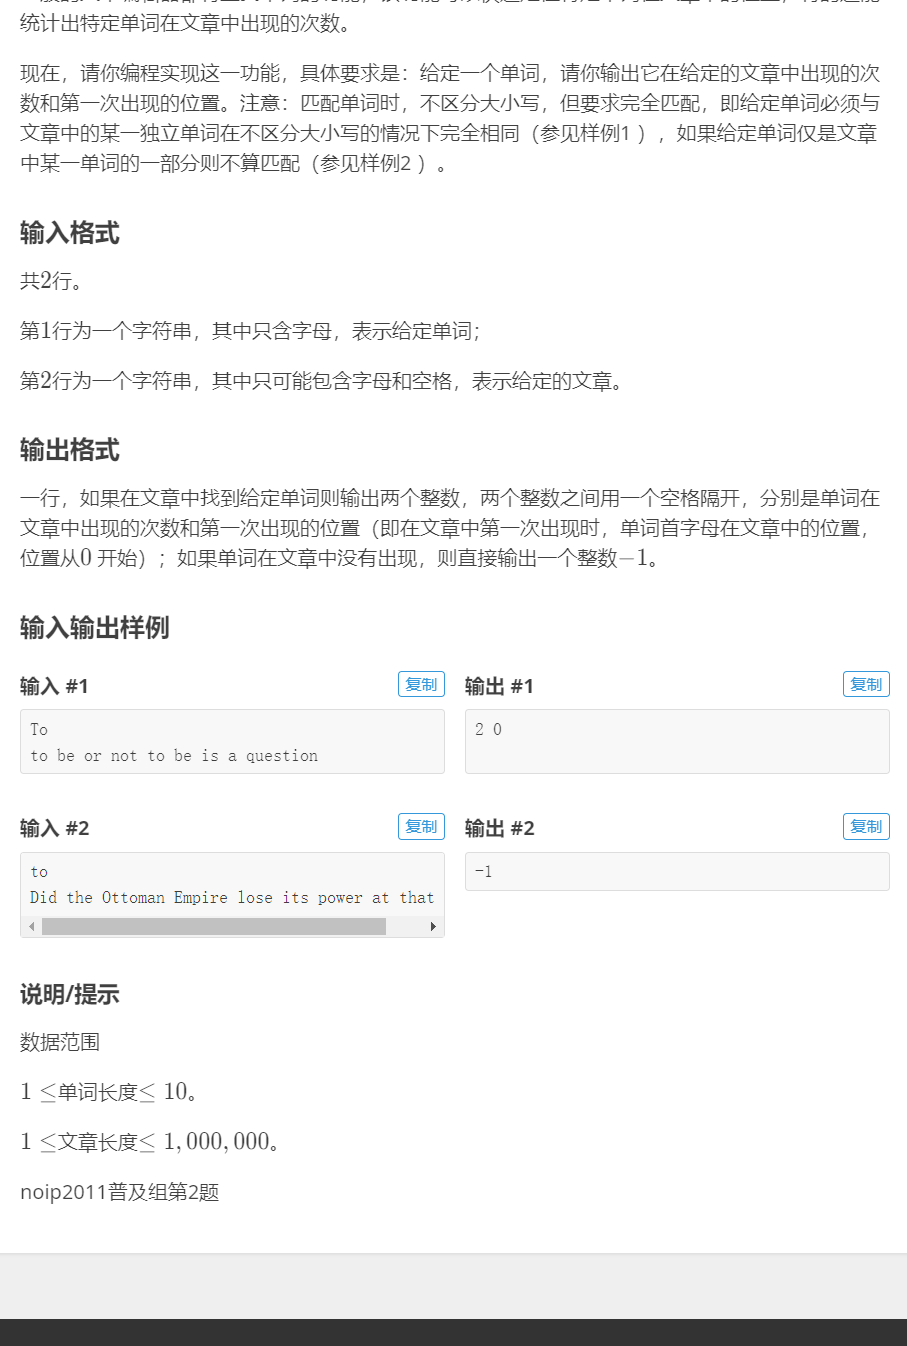 统计出特定单词在文章中出现的次数。
现在，请你编程实现这一功能，具体要求是：给定一个单词，请你输出它在给定的文章中出现的次
数和第一次出现的位置。注意：匹配单词时，不区分大小写，但要求完全匹配，即给定单词必须与
文章中的某一独立单词在不区分大小写的情况下完全相同（参见样例1 ），如果给定单词仅是文章
中某一单词的一部分则不算匹配（参见样例2 ）。
输入格式
共2行。
第1行为一个字符串，其中只含字母，表示给定单词；
第2行为一个字符串，其中只可能包含字母和空格，表示给定的文章。
输出格式
一行，如果在文章中找到给定单词则输出两个整数，两个整数之间用一个空格隔开，分别是单词在
文章中出现的次数和第一次出现的位置（即在文章中第一次出现时，单词首字母在文章中的位置，
位置从0 开始）；如果单词在文章中没有出现，则直接输出一个整数−1。
输入输出样例
输入 #1 复制
To
to be or not to be is a question
输出 #1 复制
2 0
输入 #2 复制
to
Did the Ottoman Empire lose its power at that
输出 #2 复制
-1
说明/提示
数据范围
1 ≤单词长度≤ 10。
1 ≤文章长度≤ 1,000,000。
noip2011普及组第2题